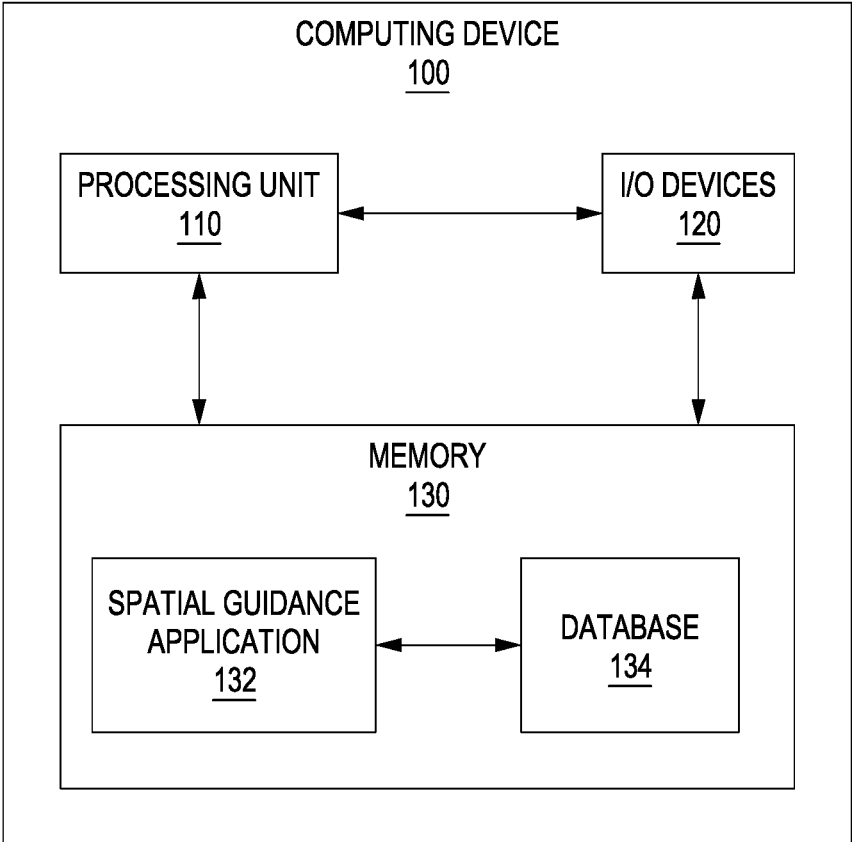 COMPUTING DEVICE
100
PROCESSING UNIT
110
I/O DEVICES
120
MEMORY
130
SPATIAL GUIDANCE
APPLICATION
132
DATABASE
134